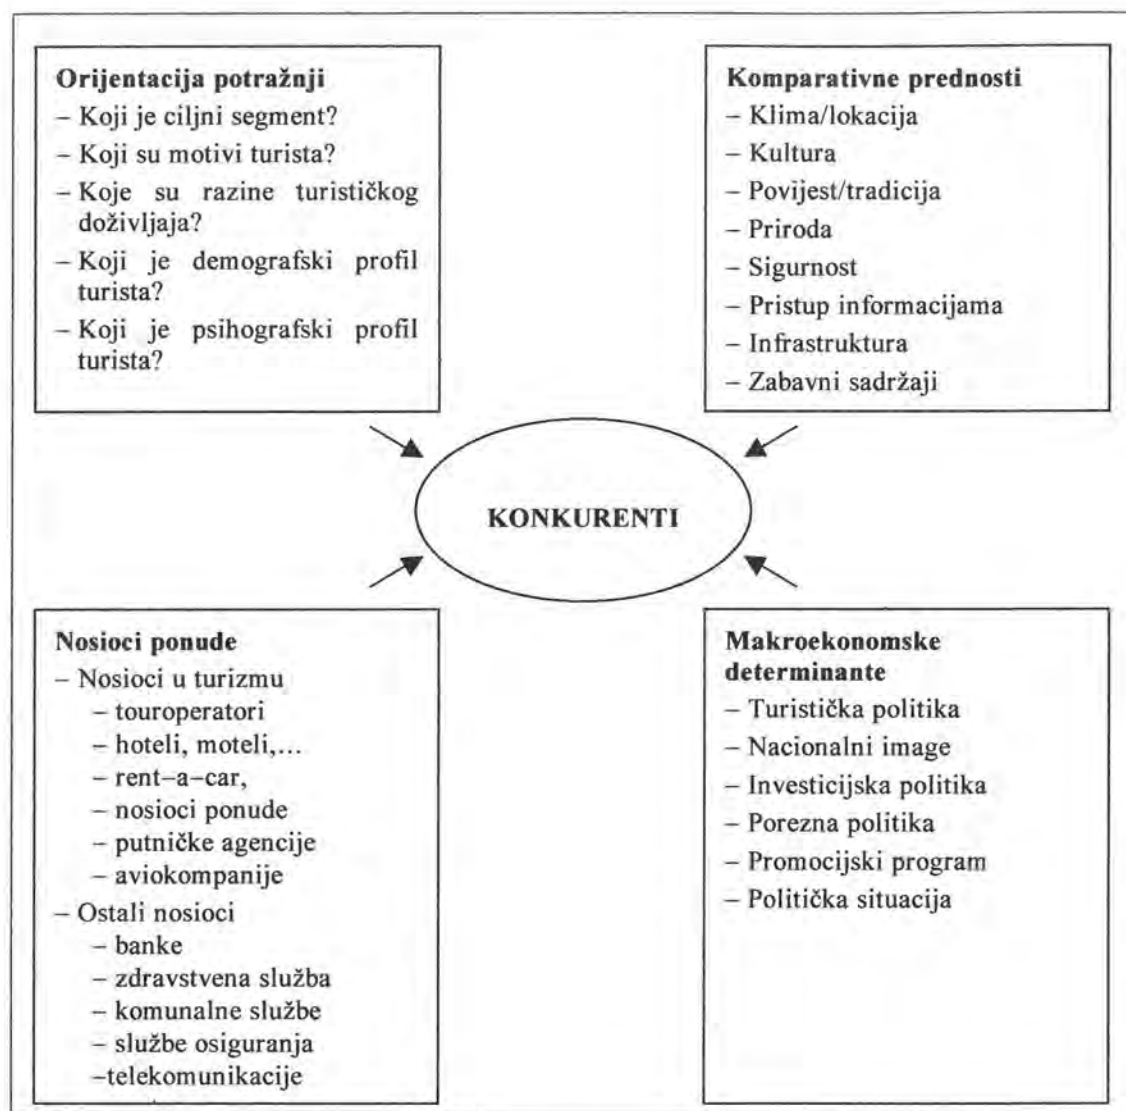 Orijentacija potražnji
– Koji je ciljni segment?
– Koji su motivi turista?
– Koje su razine turističkog
doživljaja?
– Koji je demografski profil
turista?
– Koji je psihografski profil
turista?
Komparativne prednosti
– Klima/lokacija
– Kultura
– Povijest/tradicija
– Priroda
– Sigurnost
– Pristup informacijama
– Infrastruktura
– Zabavni sadržaji
KONKURENTI
Nosioci ponude
– Nosioci u turizmu
– touroperatori
– hoteli, moteli,...
– rent–a–car,
– nosioci ponude
– putničke agencije
– aviokompanije
– Ostali nosioci
– banke
– zdravstvena služba
– komunalne službe
– službe osiguranja
–telekomunikacije
Makroekonomske
determinante
– Turistička politika
– Nacionalni image
– Investicijska politika
– Porezna politika
– Promocijski program
– Politička situacija